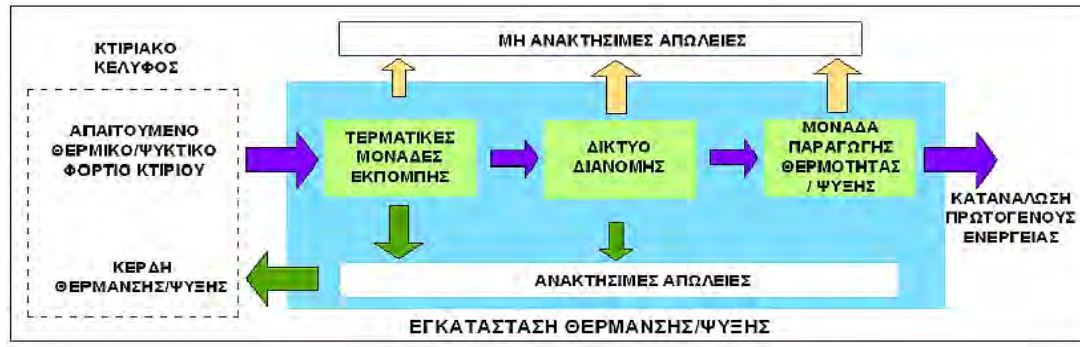 ΜΗ ΑΝΑΚΤΗΣΙΜΕΣ ΑΠΩΛΕΙΕΣ
ΚΤΙΡΙΑΚΟ
ΚΕΛΥΦΟΣ
ΑΠΑΙΤΟΥΜΕΝΟ
ΘΕΡΜΙΚΟ/ΨΥΚΤΙΚΟ
ΦΟΡΤΙΟ ΚΤΙΡΙΟΥ
ΤΕΡΜΑΤΙΚΕΣ
ΜΟΝΑΔΕΣ
ΕΚΠΟΜΠΗΣ
ΔΙΚΤΥΟ
ΔΙΑΝΟΜΗΣ
ΜΟΝΑΔΑ
ΠΑΡΑΓΩΓΗΣ
ΘΕΡΜΟΤΗΤΑΣ
/ ΨΥΞΗΣ
ΚΑΤΑΝΑΛΩΣΗ
ΠΡΩΤΟΓΕΝΟΥΣ
ΕΝΕΡΓΕΙΑΣ
ΚΕΡΔΗ
ΘΕΡΜΑΝΣΗΣ/ΨΥΞΗΣ
ΑΝΑΚΤΗΣΙΜΕΣ ΑΠΩΛΕΙΕΣ
ΕΓΚΑΤΑΣΤΑΣΗ ΘΕΡΜΑΝΣΗΣ/ΨΥΞΗΣ